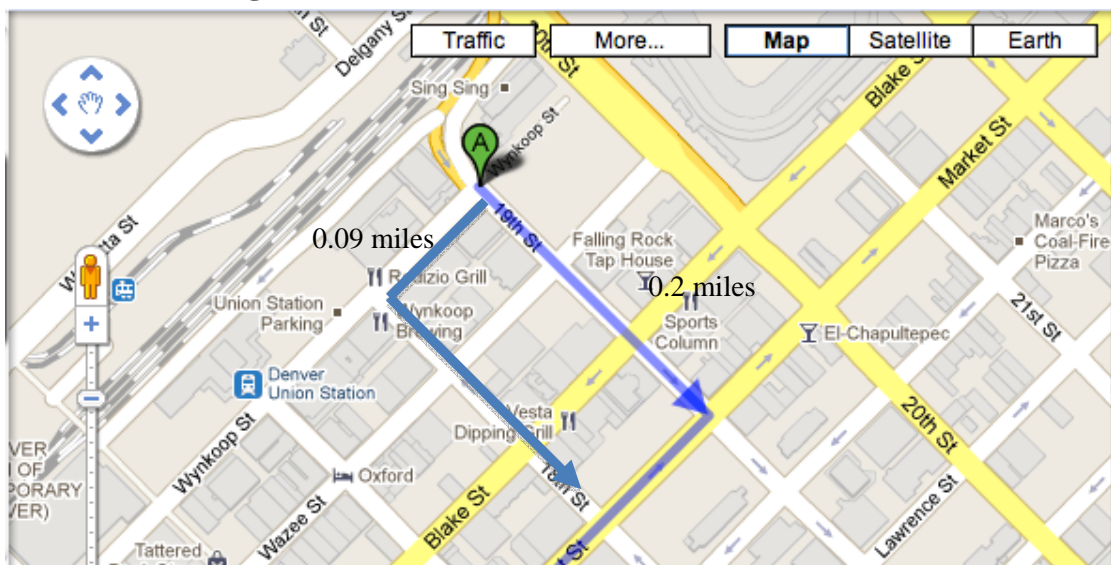 Traffic
More...
Map
Satellite
Earth
Delgany St
Blake St
Sing Sing
A
Wynkoop St
Market St
19th St
0.09 miles
Falling Rock
Tap House
Marco's
Coal-Fire
Pizza
0.2 miles
Grill
Union Station
Parking
Wynkoop
Brewing
Sports
Column
El-Chapultepec
21st St
Denver
Union Station
Vesta
Dipping Grill
20th St
Wynkoop St
Oxford
18th St
Lawrence St
Wazee St
Blake St
Tattered